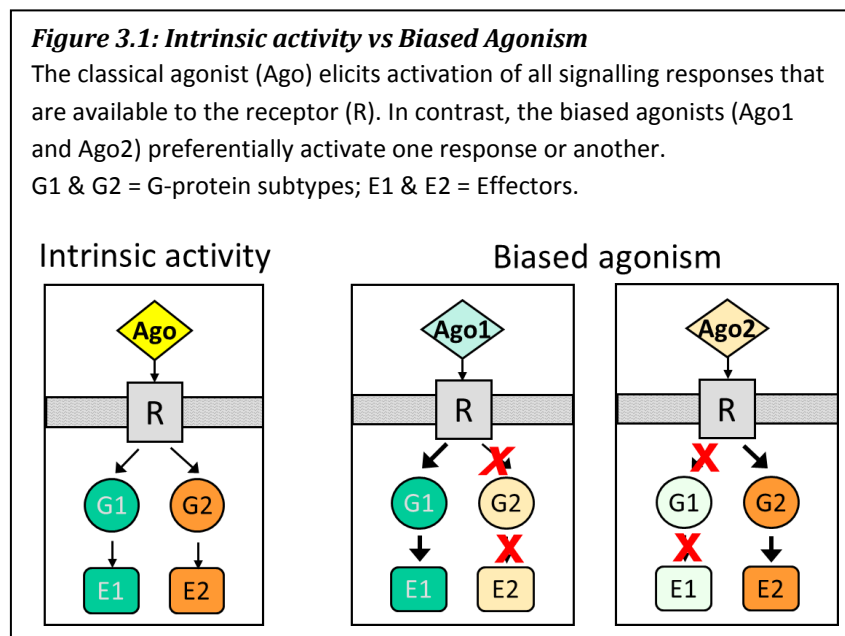 Figure 3.1: Intrinsic activity vs Biased Agonism
The classical agonist (Ago) elicits activation of all signalling responses that
are available to the receptor (R). In contrast, the biased agonists (Ago1
and Ago2) preferentially activate one response or another.
G1 & G2 = G-protein subtypes; E1 & E2 = Effectors.
Intrinsic activity
Biased agonism
Ago
R
G1
G2
E1
E2
Ago1
R
X
G1
G2
X
E1
E2
Ago2
R
X
G1
G2
X
E1
E2